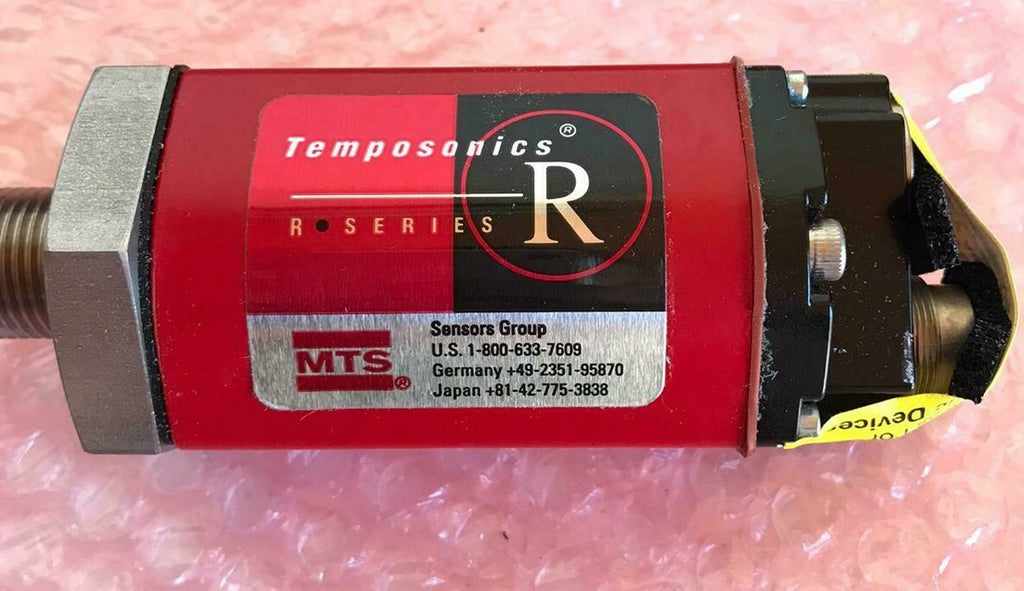 Temposonics®
R
R•SERIES
MTS®
Sensors Group
U.S. 1-800-633-7609
Germany +49-2351-95870
Japan +81-42-775-3838
Device